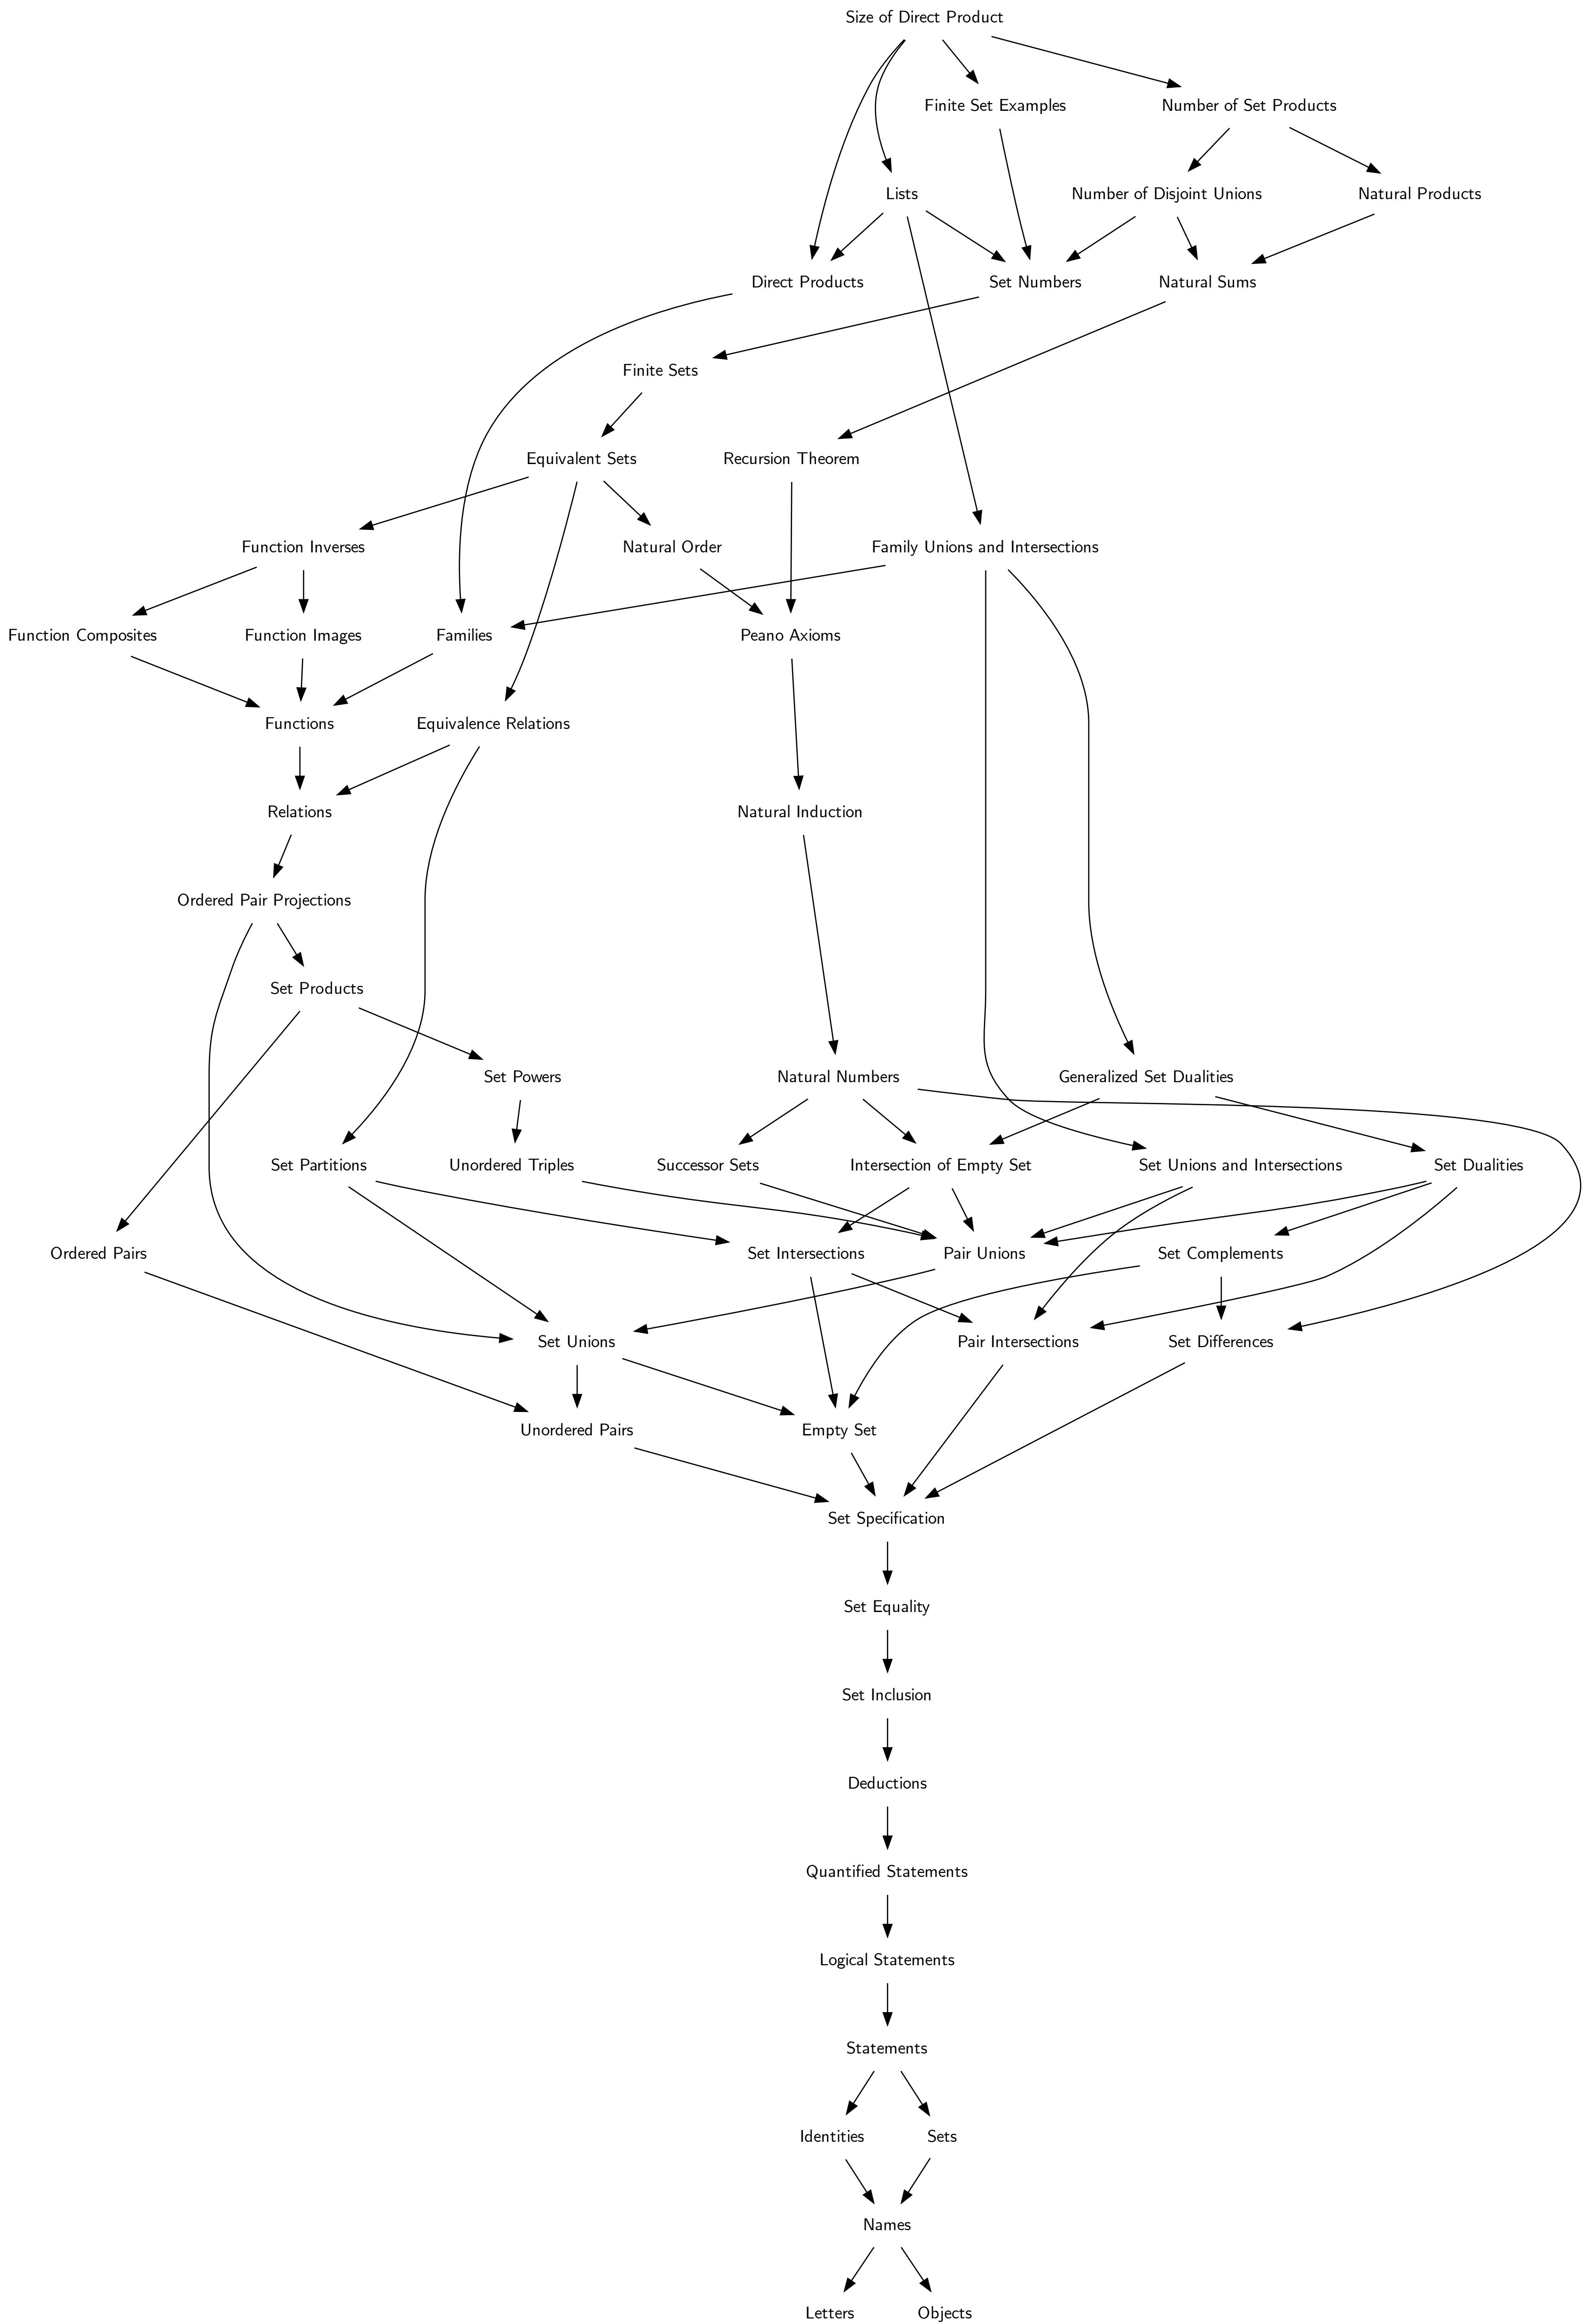 Size of Direct Product
Finite Set Examples
Number of Set Products
Lists
Number of Disjoint Unions
Natural Products
Direct Products
Set Numbers
Natural Sums
Finite Sets
Equivalent Sets
Recursion Theorem
Function Inverses
Natural Order
Family Unions and Intersections
Function Composites
Function Images
Families
Peano Axioms
Functions
Equivalence Relations
Relations
Natural Induction
Ordered Pair Projections
Set Products
Set Powers
Natural Numbers
Generalized Set Dualities
Set Partitions
Unordered Triples
Successor Sets
Intersection of Empty Set
Set Unions and Intersections
Set Dualities
Ordered Pairs
Set Intersections
Pair Unions
Set Complements
Set Unions
Pair Intersections
Set Differences
Unordered Pairs
Empty Set
Set Specification
Set Equality
Set Inclusion
Deductions
Quantified Statements
Logical Statements
Statements
Identities
Sets
Names
Letters
Objects